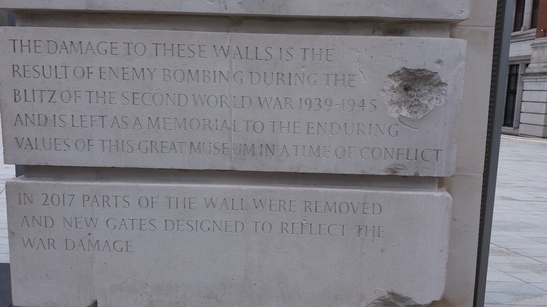 THE DAMAGE TO THESE WALLS IS THE
RESULT OF ENEMY BOMBING DURING THE
BLITZ OF THE SECOND WORLD WAR 1939-1945
AND IS LEFT AS A MEMORIAL TO THE ENDURING
VALUES OF THIS GREAT MUSEUM IN A TIME OF CONFLICT
IN 2017 PARTS OF THE WALL WERE REMOVED
AND NEW GATES DESIGNED TO REFLECT THE
WAR DAMAGE